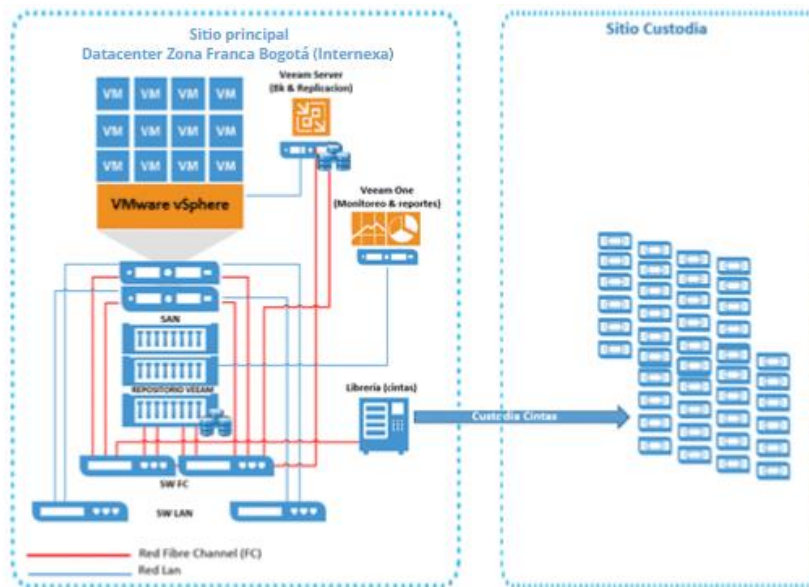 Sitio principal
Datacenter Zona Franca Bogotá (Internexa)
Sitio Custodia
Veeam Server
(Bk & Replicacion)
VM VM VM VM
VM VM VM VM
VM VM VM VM
VMware vSphere
Veeam One
(Monitoreo & reportes)
SAN
REPOSITORIO VEEAM
Librería (cintas)
Custodia Cintas
SW FC
SW LAN
Red Fibre Channel (FC)
Red Lan